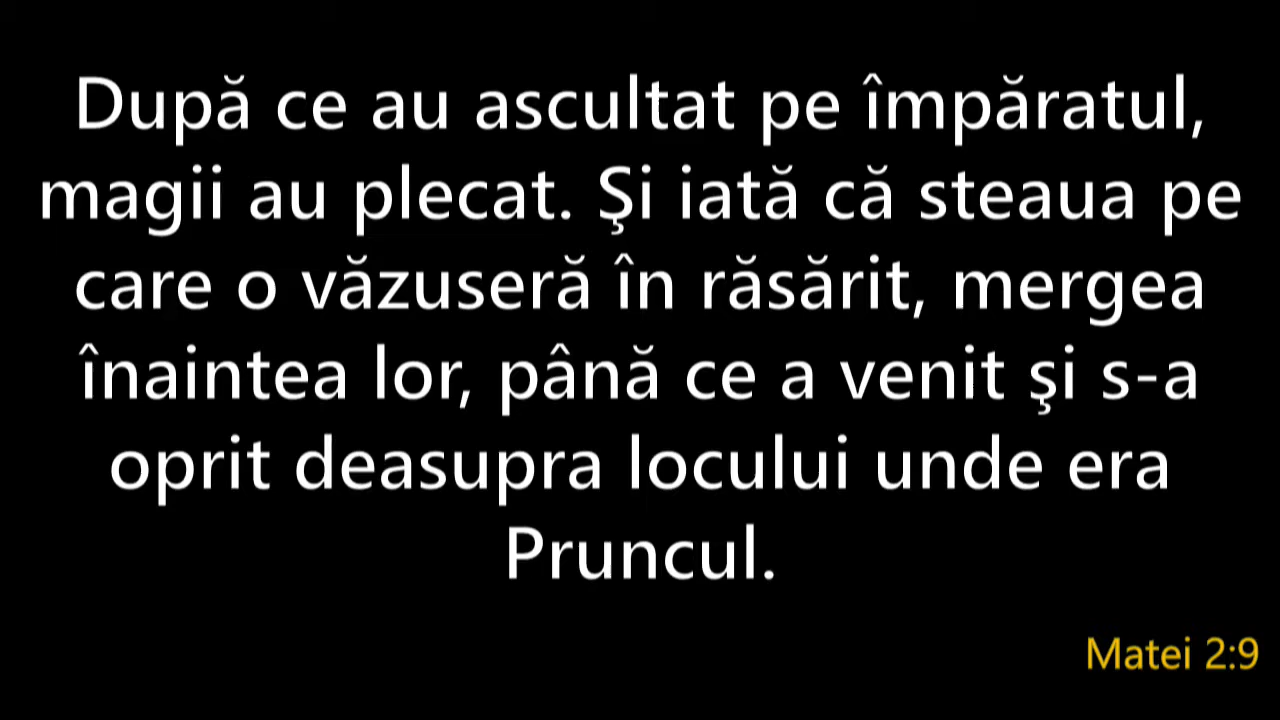 După ce au ascultat pe împăratul,
magii au plecat. Şi iată că steaua pe
care o văzuseră în răsărit, mergea
înaintea lor, până ce a venit şi s-a
oprit deasupra locului unde era
Pruncul.
Matei 2:9